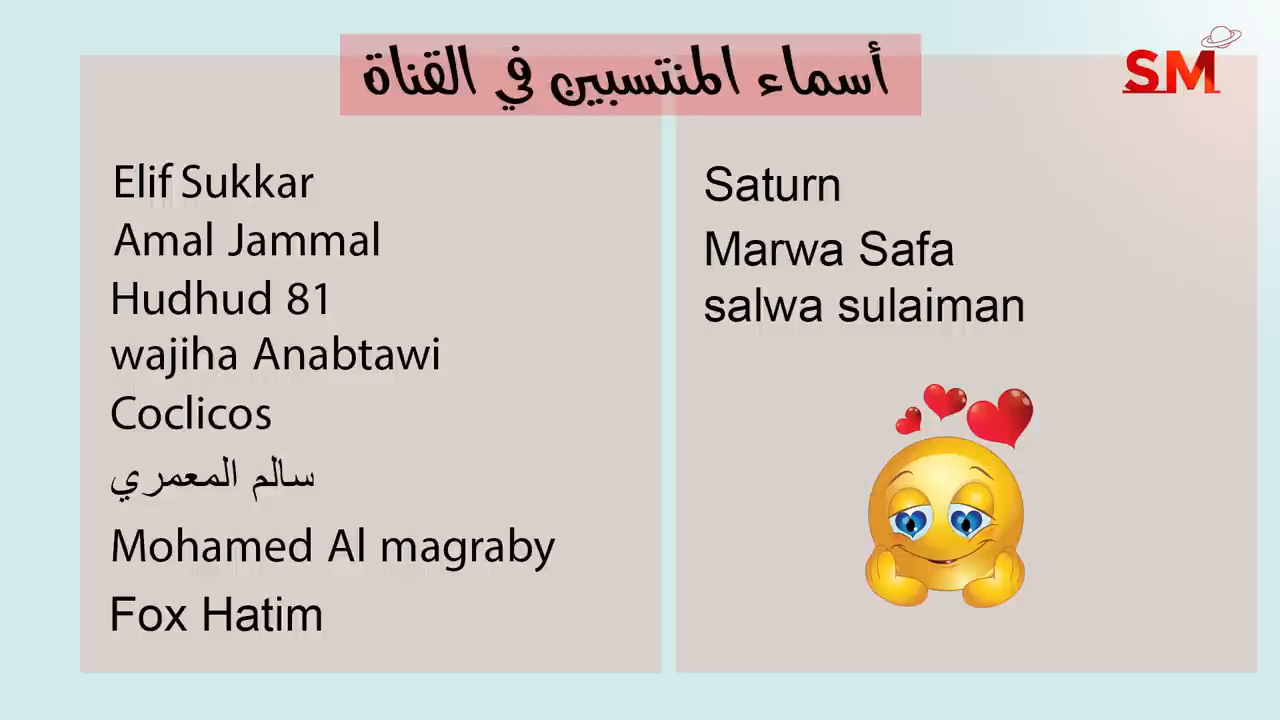 أسماء المنتسبين في القناة
SM
Elif Sukkar
Amal Jammal
Hudhud 81
wajiha Anabtawi
Coclicos
سالم المعمري
Mohamed Al magraby
Fox Hatim
Saturn
Marwa Safa
salwa sulaiman